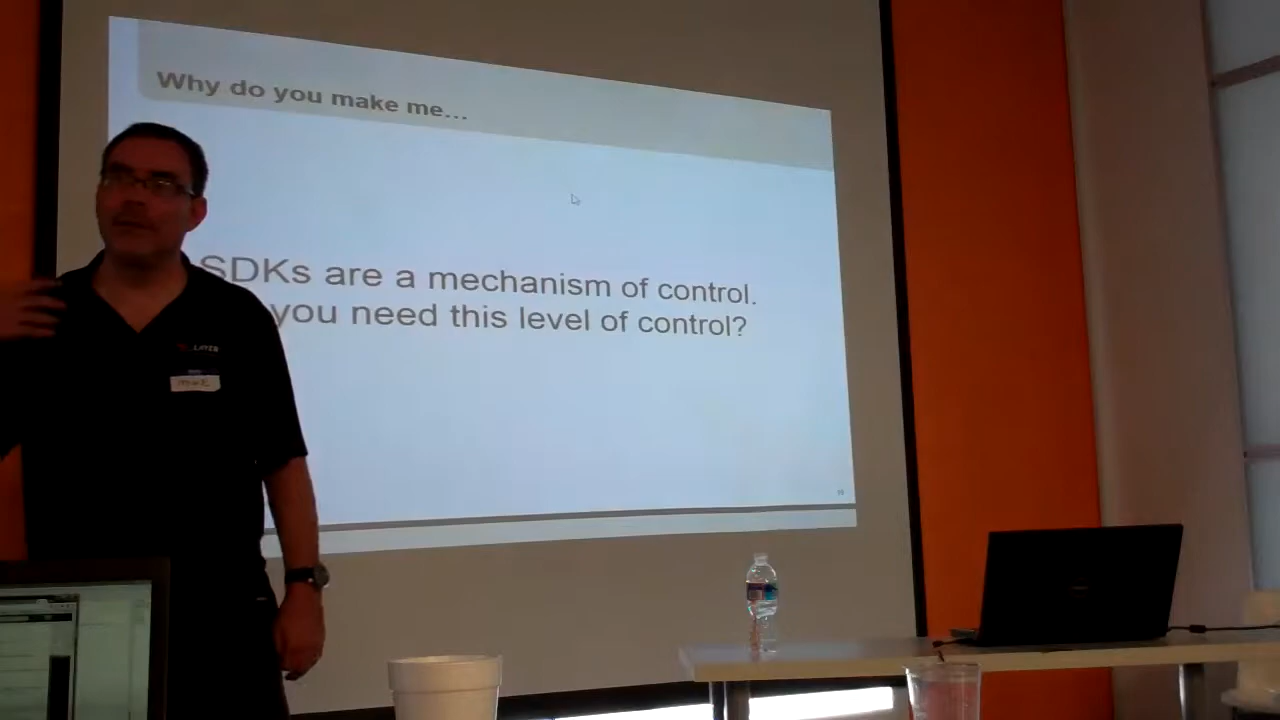 Why do you make me...
SDKs are a mechanism of control.
you need this level of control?